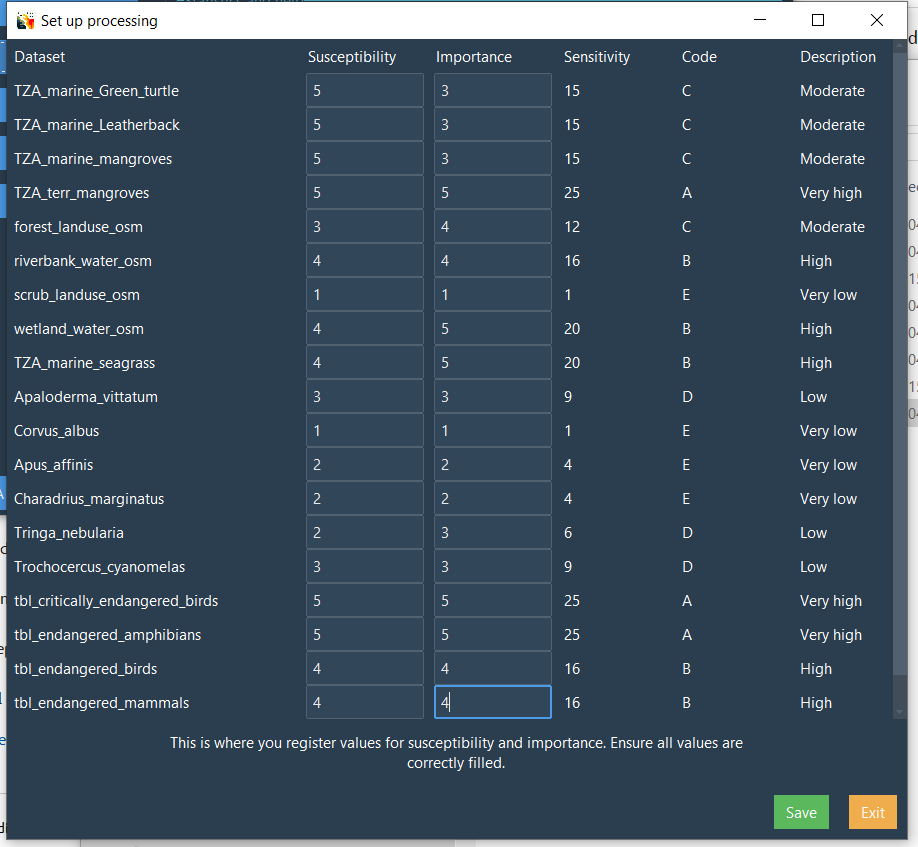 Set up processing
Dataset Susceptibility Importance Sensitivity Code Description
TZA_marine_Green_turtle 5 3 15 C Moderate
TZA_marine_Leatherback 5 3 15 C Moderate
TZA_marine_mangroves 5 3 15 C Moderate
TZA_terr_mangroves 5 5 25 A Very high
forest_landuse_osm 3 4 12 C Moderate
riverbank_water_osm 4 4 16 B High
scrub_landuse_osm 1 1 1 E Very low
wetland_water_osm 4 5 20 B High
TZA_marine_seagrass 4 5 20 B High
Apaloderma_vittatum 3 3 9 D Low
Corvus_albus 1 1 1 E Very low
Apus_affinis 2 2 4 E Very low
Charadrius_marginatus 2 2 4 E Very low
Tringa_nebularia 2 3 6 D Low
Trochocercus_cyanomelas 3 3 9 D Low
tbl_critically_endangered_birds 5 5 25 A Very high
tbl_endangered_amphibians 5 5 25 A Very high
tbl_endangered_birds 4 4 16 B High
tbl_endangered_mammals 4 4 16 B High
This is where you register values for susceptibility and importance. Ensure all values are
correctly filled.
Save Exit